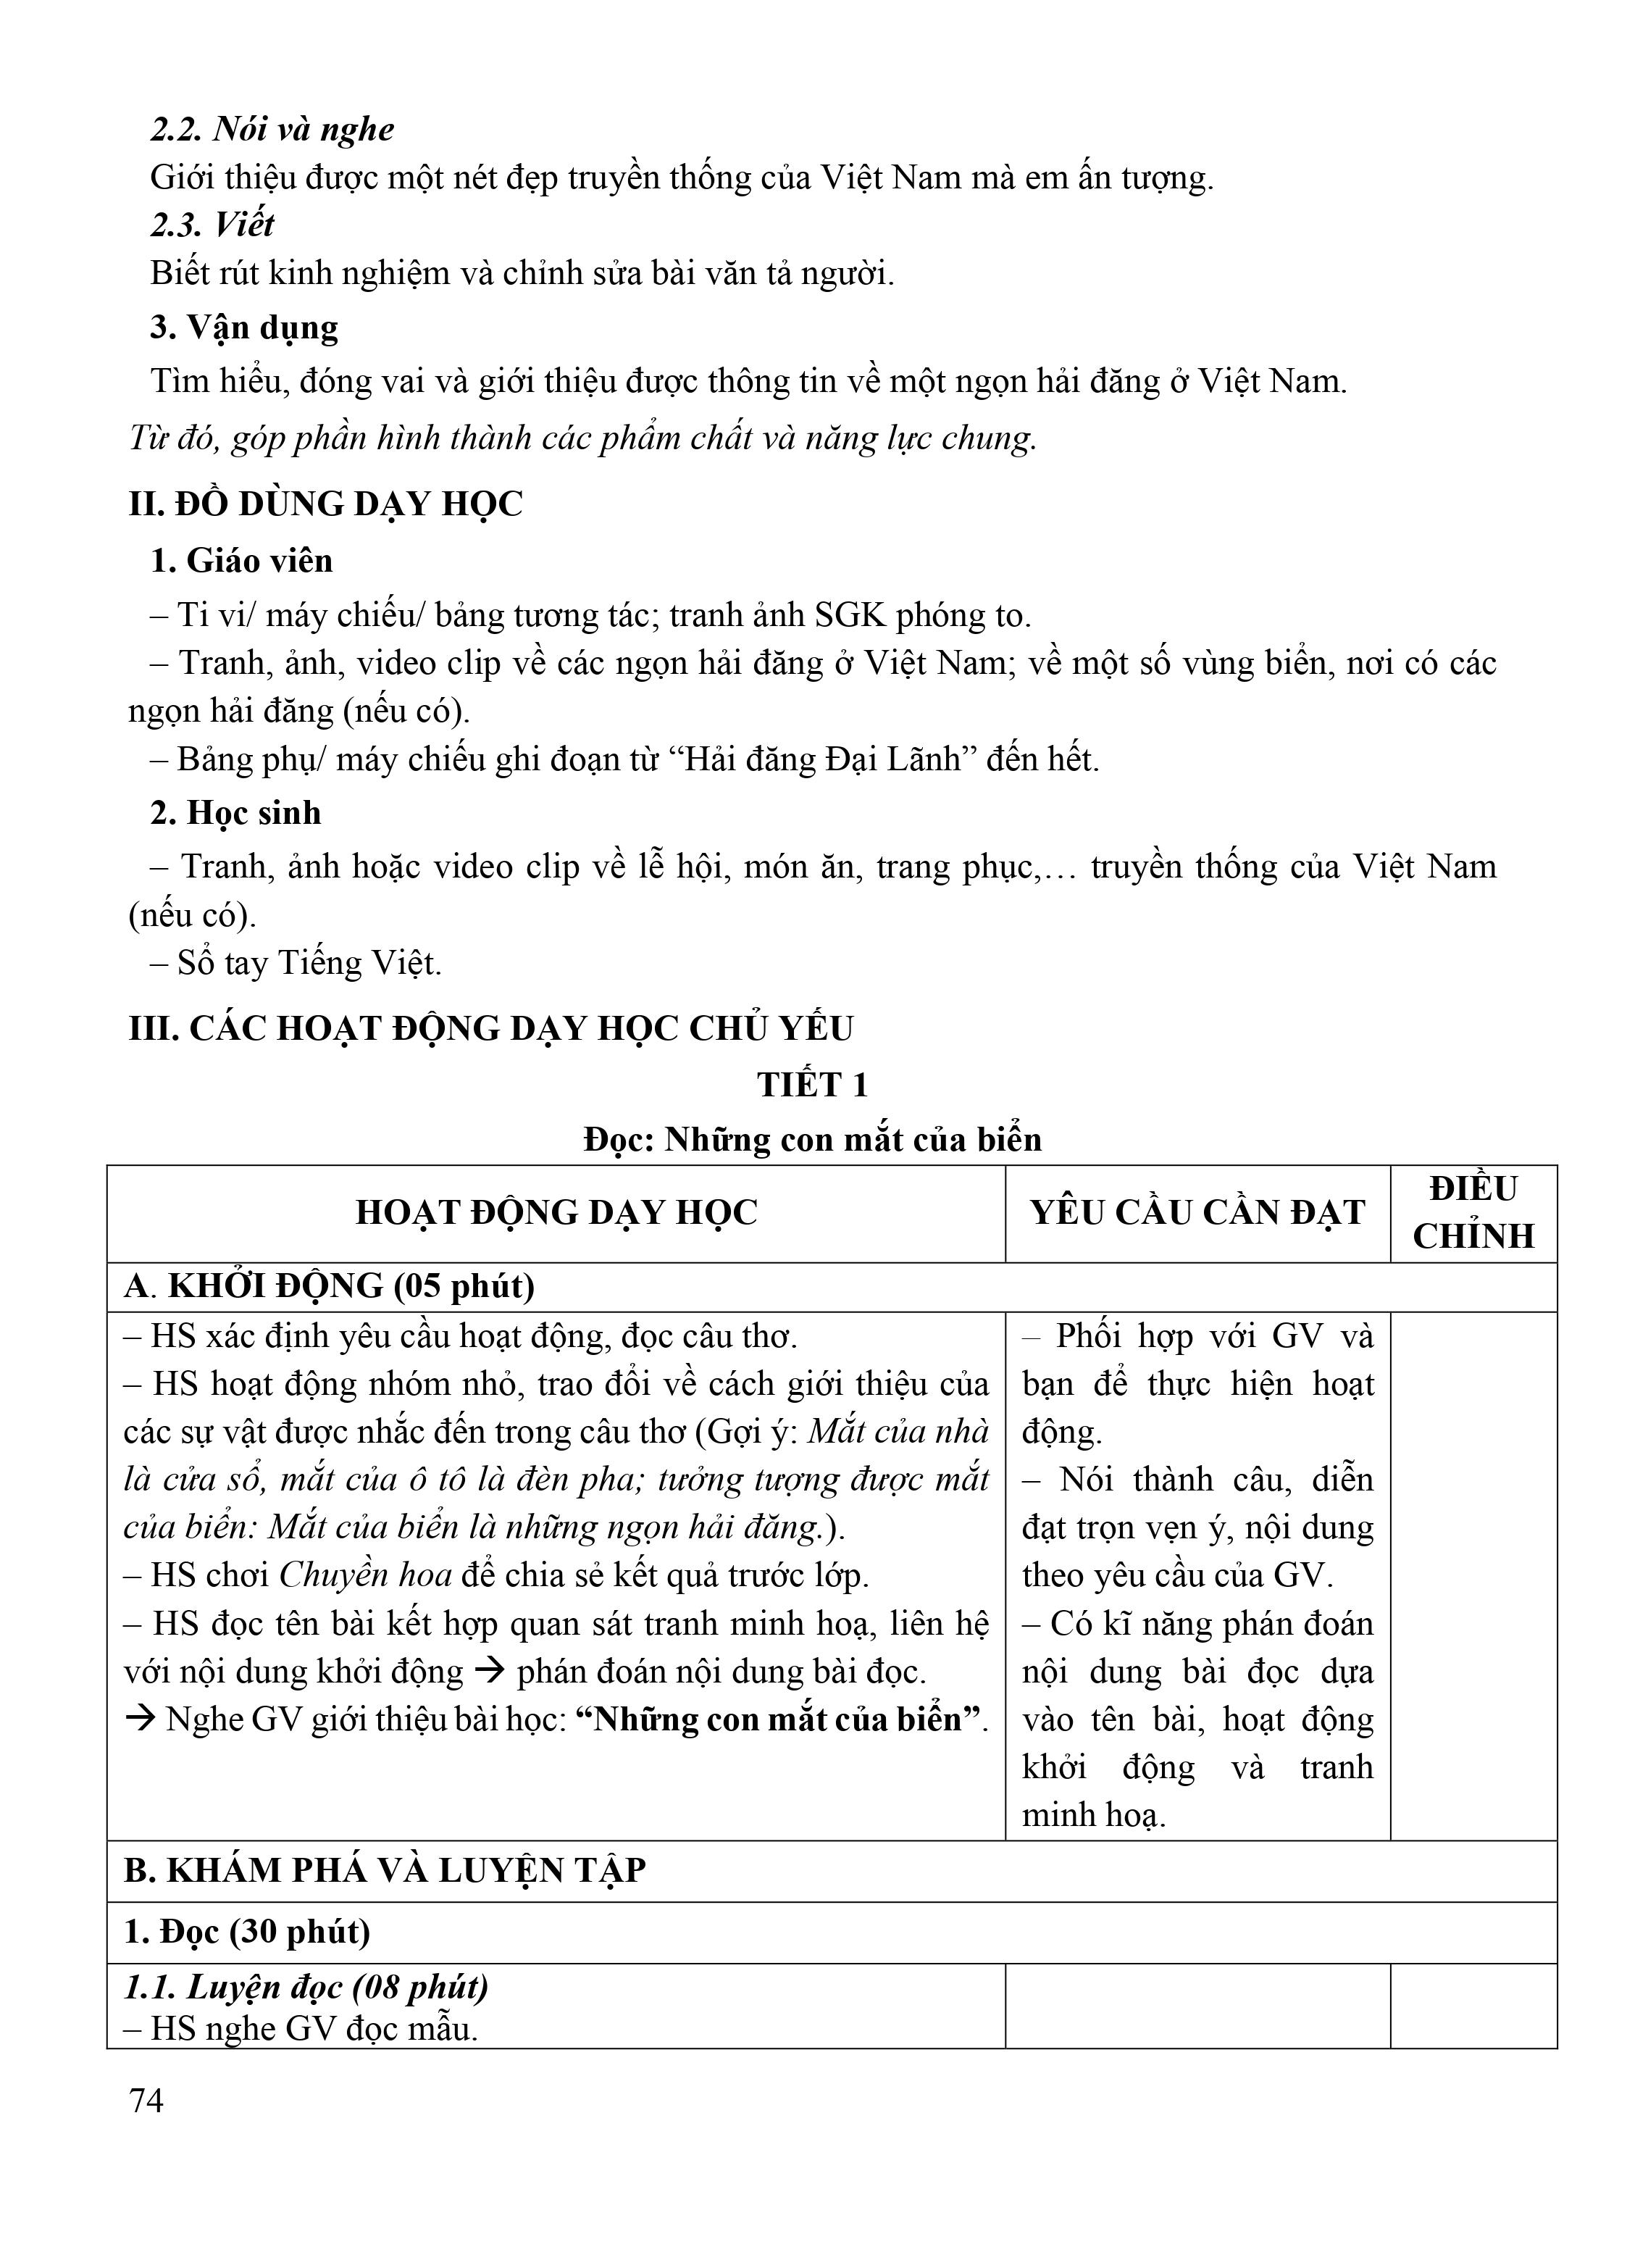 2.2. Nói và nghe
Giới thiệu được một nét đẹp truyền thống của Việt Nam mà em ấn tượng.
2.3. Viết
Biết rút kinh nghiệm và chỉnh sửa bài văn tả người.
3. Vận dụng
Tìm hiểu, đóng vai và giới thiệu được thông tin về một ngọn hải đăng ở Việt Nam.
Từ đó, góp phần hình thành các phẩm chất và năng lực chung.
II. ĐỒ DÙNG DẠY HỌC
1. Giáo viên
– Ti vi/ máy chiếu/ bảng tương tác; tranh ảnh SGK phóng to.
– Tranh, ảnh, video clip về các ngọn hải đăng ở Việt Nam; về một số vùng biển, nơi có các
ngọn hải đăng (nếu có).
– Bảng phụ/ máy chiếu ghi đoạn từ “Hải đăng Đại Lãnh” đến hết.
2. Học sinh
– Tranh, ảnh hoặc video clip về lễ hội, món ăn, trang phục,… truyền thống của Việt Nam
(nếu có).
– Sổ tay Tiếng Việt.
III. CÁC HOẠT ĐỘNG DẠY HỌC CHỦ YẾU
TIẾT 1
Đọc: Những con mắt của biển
HOẠT ĐỘNG DẠY HỌC
YÊU CẦU CẦN ĐẠT
ĐIỀU
CHỈNH
A. KHỞI ĐỘNG (05 phút)
– HS xác định yêu cầu hoạt động, đọc câu thơ.
– HS hoạt động nhóm nhỏ, trao đổi về cách giới thiệu của
các sự vật được nhắc đến trong câu thơ (Gợi ý: Mắt của nhà
là cửa sổ, mắt của ô tô là đèn pha; tưởng tượng được mắt
của biển: Mắt của biển là những ngọn hải đăng.).
– HS chơi Chuyền hoa để chia sẻ kết quả trước lớp.
– HS đọc tên bài kết hợp quan sát tranh minh hoạ, liên hệ
với nội dung khởi động → phán đoán nội dung bài đọc.
→ Nghe GV giới thiệu bài học: “Những con mắt của biển”.
– Phối hợp với GV và
bạn để thực hiện hoạt
động.
– Nói thành câu, diễn
đạt trọn vẹn ý, nội dung
theo yêu cầu của GV.
– Có kĩ năng phán đoán
nội dung bài đọc dựa
vào tên bài, hoạt động
khởi động và tranh
minh hoạ.
B. KHÁM PHÁ VÀ LUYỆN TẬP
1. Đọc (30 phút)
1.1. Luyện đọc (08 phút)
– HS nghe GV đọc mẫu.
74